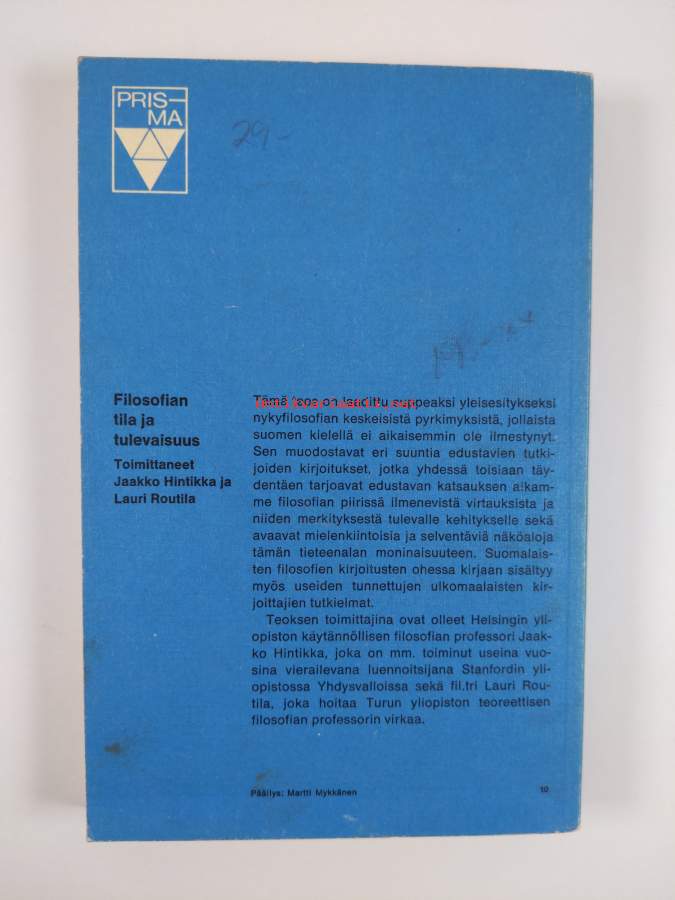 PRIS-
MA
29-
Filosofian
tila ja
tulevaisuus
Toimittaneet
Jaakko Hintikka ja
Lauri Routila
Tämä teos on laadittu suppeaksi yleisesitykseksi
nykyfilosofian keskeisistä pyrkimyksistä, jollaista
suomen kielellä ei aikaisemmin ole ilmestynyt.
Sen muodostavat eri suuntia edustavien tutki-
joiden kirjoitukset, jotka yhdessä toisiaan täy-
dentäen tarjoavat edustavan katsauksen aikam-
me filosofian piirissä ilmenevistä virtauksista ja
niiden merkityksestä tulevalle kehitykselle sekä
avaavat mielenkiintoisia ja selventäviä näköaloja
tämän tieteenalan moninaisuuteen. Suomalais-
ten filosofien kirjoitusten ohessa kirjaan sisältyy
myös useiden tunnettujen ulkomaalaisten kir-
joittajien tutkielmat.
Teoksen toimittajina ovat olleet Helsingin yli-
opiston käytännöllisen filosofian professori Jaak-
ko Hintikka, joka on mm. toiminut useina vuo-
sina vierailevana luennoitsijana Stanfordin yli-
opistossa Yhdysvalloissa sekä fil.tri Lauri Rou-
tila, joka hoitaa Turun yliopiston teoreettisen
filosofian professorin virkaa.
Päällys: Martti Mykkänen
10